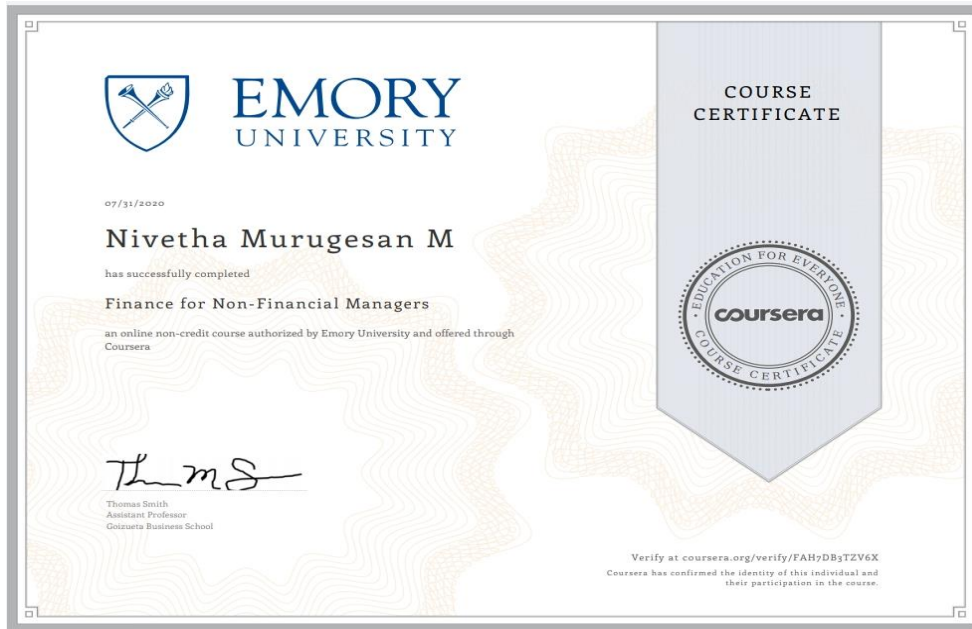 EMORY
UNIVERSITY
COURSE
CERTIFICATE
07/31/2020
Nivetha Murugesan M
has successfully completed
Finance for Non-Financial Managers
an online non-credit course authorized by Emory University and offered through
Coursera
EDUCATION FOR EVERYONE
coursera
COURSE CERTIFICATE
Thomas Smith
Assistant Professor
Goizueta Business School
Verify at coursera.org/verify/FAH7DB3TZV6X
Coursera has confirmed the identity of this individual and
their participation in the course.